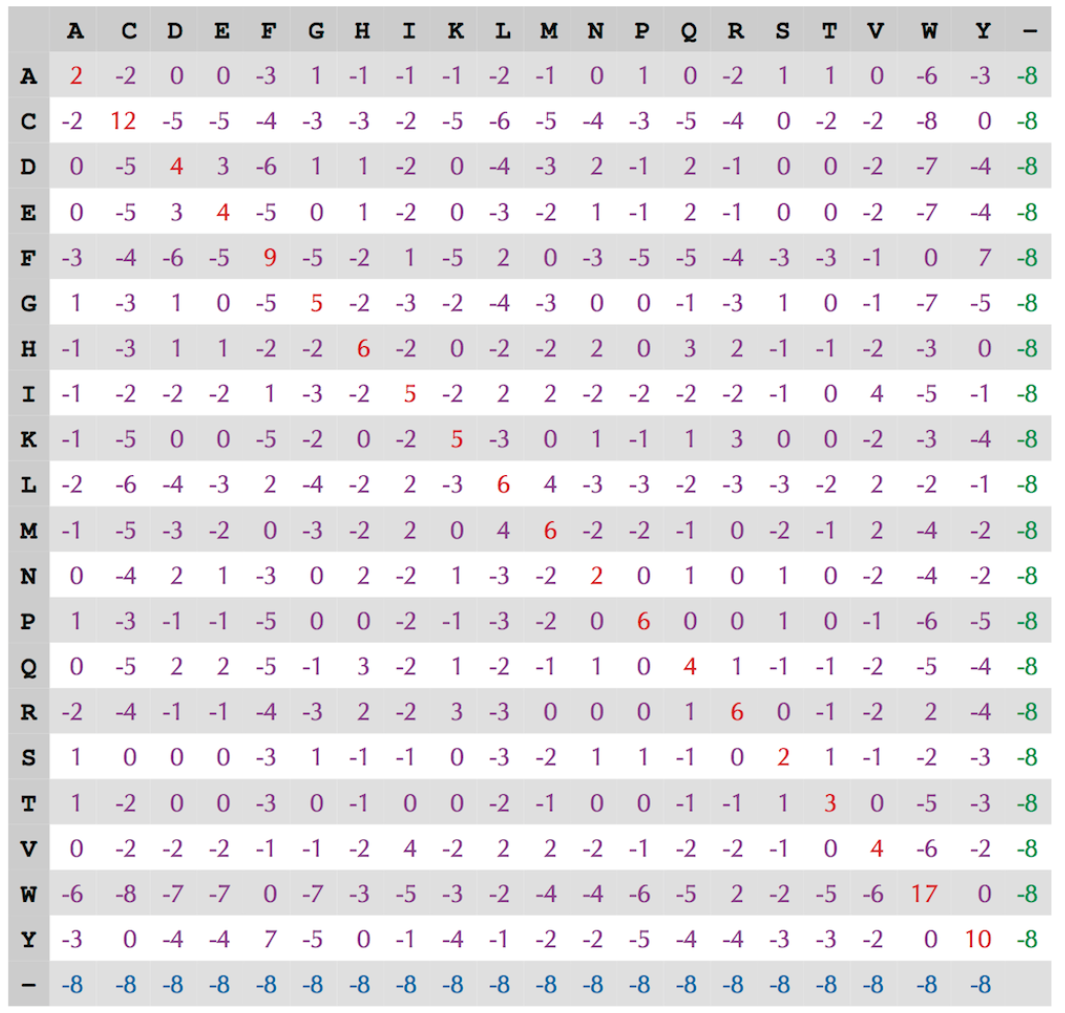 A C D E F G H I K L M N P Q R S T V W Y –
A 2 -2 0 0 -3 1 -1 -1 -1 -2 -1 0 1 0 -2 1 1 0 -6 -3 -8
C -2 12 -5 -5 -4 -3 -3 -2 -5 -6 -5 -4 -3 -5 -4 0 -2 -2 -8 0 -8
D 0 -5 4 3 -6 1 1 -2 0 -4 -3 2 -1 2 -1 0 0 -2 -7 -4 -8
E 0 -5 3 4 -5 0 1 -2 0 -3 -2 1 -1 2 -1 0 0 -2 -7 -4 -8
F -3 -4 -6 -5 9 -5 -2 1 -5 2 0 -3 -5 -5 -4 -3 -3 -1 0 7 -8
G 1 -3 1 0 -5 5 -2 -3 -2 -4 -3 0 0 -1 -3 1 0 -1 -7 -5 -8
H -1 -3 1 1 -2 -2 6 -2 0 -2 -2 2 0 3 2 -1 -1 -2 -3 0 -8
I -1 -2 -2 -2 1 -3 -2 5 -2 2 2 -2 -2 -2 -2 -1 0 4 -5 -1 -8
K -1 -5 0 0 -5 -2 0 -2 5 -3 0 1 -1 1 3 0 0 -2 -3 -4 -8
L -2 -6 -4 -3 2 -4 -2 2 -3 6 4 -3 -3 -2 -3 -3 -2 2 -2 -1 -8
M -1 -5 -3 -2 0 -3 -2 2 0 4 6 -2 -2 -1 0 -2 -1 2 -4 -2 -8
N 0 -4 2 1 -3 0 2 -2 1 -3 -2 2 0 1 0 1 0 -2 -4 -2 -8
P 1 -3 -1 -1 -5 0 0 -2 -1 -3 -2 0 6 0 0 1 0 -1 -6 -5 -8
Q 0 -5 2 2 -5 -1 3 -2 1 -2 -1 1 0 4 1 -1 -1 -2 -5 -4 -8
R -2 -4 -1 -1 -4 -3 2 -2 3 -3 0 0 0 1 6 0 -1 -2 2 -4 -8
S 1 0 0 0 -3 1 -1 -1 0 -3 -2 1 1 -1 0 2 1 -1 -2 -3 -8
T 1 -2 0 0 -3 0 -1 0 0 -2 -1 0 0 -1 -1 1 3 0 -5 -3 -8
V 0 -2 -2 -2 -1 -1 -2 4 -2 2 2 -2 -1 -2 -2 -1 0 4 -6 -2 -8
W -6 -8 -7 -7 0 -7 -3 -5 -3 -2 -4 -4 -6 -5 2 -2 -5 -6 17 0 -8
Y -3 0 -4 -4 7 -5 0 -1 -4 -1 -2 -2 -5 -4 -4 -3 -3 -2 0 10 -8
– -8 -8 -8 -8 -8 -8 -8 -8 -8 -8 -8 -8 -8 -8 -8 -8 -8 -8 -8 -8